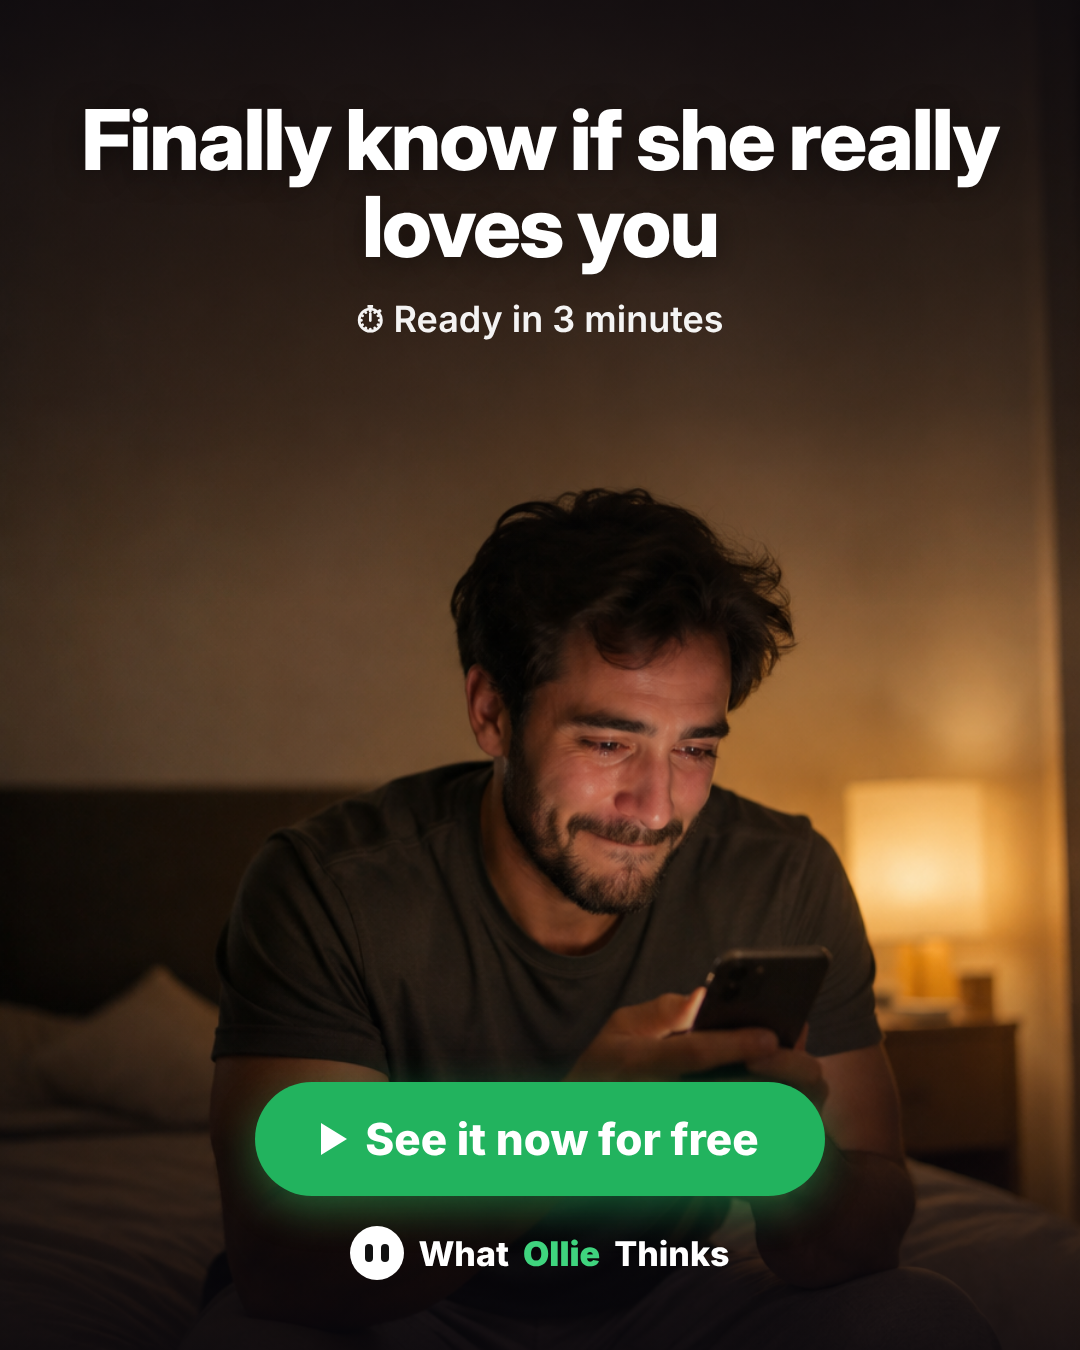 Finally know if she really
loves you
⏱ Ready in 3 minutes
▶ See it now for free
What Ollie Thinks